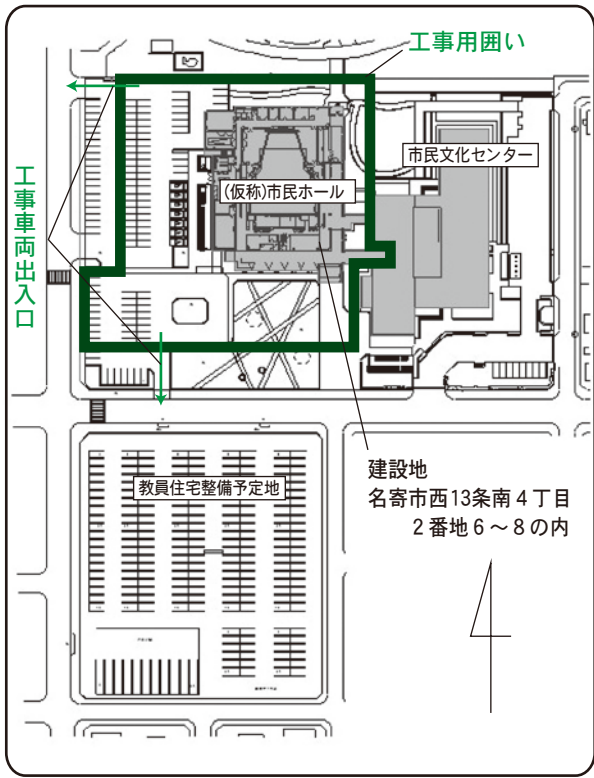 工事用囲い
市民文化センター
(仮称)市民ホール
工事車両出入口
建設地
名寄市西13条南４丁目
２番地６～８の内
教員住宅整備予定地